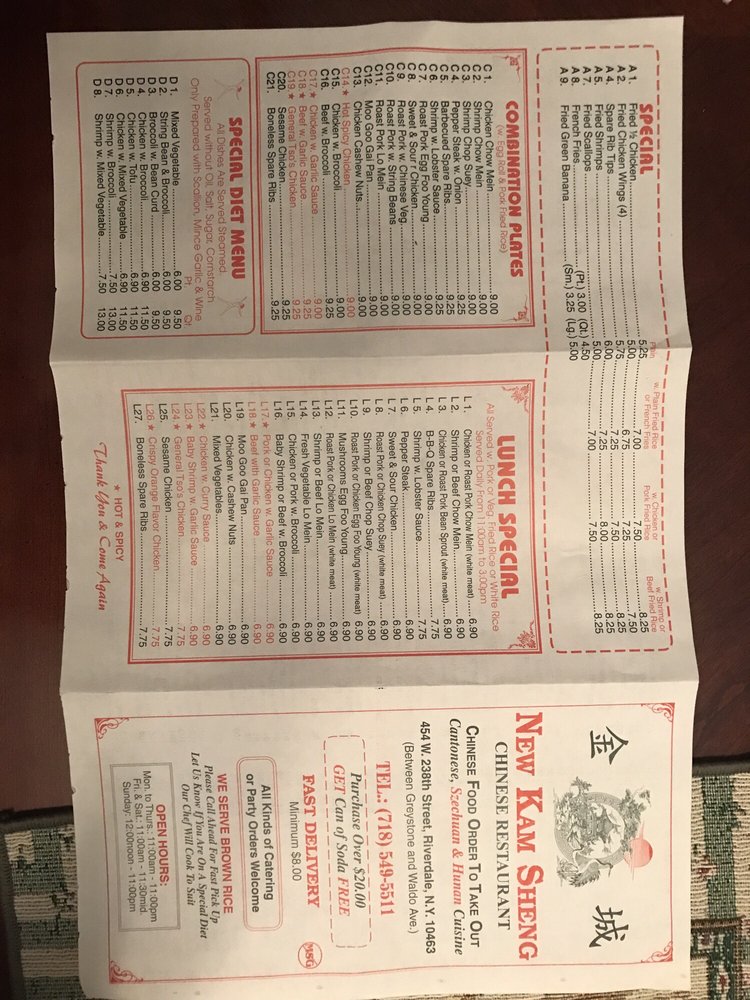 SPECIAL
Plain
w. Plain Fried Rice or French Fries
w. Chicken or Pork Fried Rice
w. Shrimp or Beef Fried Rice
A 1. Fried ½ Chicken 5.25 7.00 7.50 8.25
A 2. Fried Chicken Wings (4) 5.00 6.75 7.25 7.50
A 4. Spare Rib Tips 5.75 7.25 7.50 8.25
A 5. Fried Shrimps 6.00 7.25 8.00 8.25
A 7. Fried Scallops 5.00 7.00 7.50 8.25
A 8. French Fries (Pt.) 3.00 (Qt.) 4.50
A 9. Fried Green Banana (Sm.) 3.25 (Lg.) 5.00
COMBINATION PLATES
(w. Egg Roll & Pork Fried Rice)
C 1. Chicken Chow Mein 9.00
C 2. Shrimp Chow Mein 9.00
C 3. Shrimp Chop Suey 9.00
C 4. Pepper Steak w. Onion 9.25
C 5. Barbecued Spare Ribs 9.25
C 6. Shrimp w. Lobster Sauce 9.25
C 7. Roast Pork Egg Foo Young 9.00
C 8. Sweet & Sour Chicken 9.00
C 9. Roast Pork w. Chinese Veg. 9.00
C10. Roast Pork w. String Beans 9.00
C11. Roast Pork Lo Mein 9.00
C12. Moo Goo Gai Pan 9.00
C13. Chicken Cashew Nuts 9.00
C14.★ Hot Spicy Chicken 9.00
C15. Chicken w. Broccoli 9.00
C16. Beef w. Broccoli 9.25
C17.★ Chicken w. Garlic Sauce 9.00
C18.★ Beef w. Garlic Sauce 9.25
C19.★ General Tso's Chicken 9.25
C20. Sesame Chicken 9.25
C21. Boneless Spare Ribs 9.25
SPECIAL DIET MENU
All Dishes Are Served Steamed
Served without Oil, Salt, Sugar, Cornstarch
Only Prepared with Scallion, Mince Garlic & Wine
Pt. Qt.
D 1. Mixed Vegetable 6.00 9.50
D 2. String Bean & Broccoli 6.00 9.50
D 3. Broccoli w. Bean Curd 6.00 9.50
D 4. Chicken w. Broccoli 6.90 11.50
D 5. Chicken w. Tofu 6.90 11.50
D 6. Chicken w. Mixed Vegetable 6.90 11.50
D 7. Shrimp w. Broccoli 7.50 13.00
D 8. Shrimp w. Mixed Vegetable 7.50 13.00
LUNCH SPECIAL
All Served w. Pork or Veg. Fried Rice or White Rice
Served Daily From 11:00am to 3:00pm
L 1. Chicken or Roast Pork Chow Mein (white meat) 6.90
L 2. Shrimp or Beef Chow Mein 6.90
L 3. Chicken or Roast Pork Bean Sprout (white meat) 6.90
L 4. B-B-Q Spare Ribs 7.75
L 5. Shrimp w. Lobster Sauce 7.75
L 6. Pepper Steak 6.90
L 7. Sweet & Sour Chicken 6.90
L 8. Roast Pork or Chicken Chop Suey (white meat) 6.90
L 9. Shrimp or Beef Chop Suey 6.90
L10. Roast Pork or Chicken Egg Foo Young (white meat) 6.90
L11. Mushrooms Egg Foo Young 6.90
L12. Roast Pork or Chicken Lo Mein (white meat) 6.90
L13. Shrimp or Beef Lo Mein 6.90
L14. Fresh Vegetable Lo Mein 6.90
L15. Chicken or Pork w. Broccoli 6.90
L16. Baby Shrimp or Beef w. Broccoli 6.90
L17.★ Pork or Chicken w. Garlic Sauce 6.90
L18.★ Beef with Garlic Sauce 6.90
L19. Moo Goo Gai Pan 6.90
L20. Chicken w. Cashew Nuts 6.90
L21. Mixed Vegetables 6.90
L22.★ Chicken w. Curry Sauce 6.90
L23.★ Baby Shrimp w. Garlic Sauce 6.90
L24.★ General Tso's Chicken 7.75
L25. Sesame Chicken 7.75
L26.★ Crispy Orange Flavor Chicken 7.75
L27. Boneless Spare Ribs 7.75
★ HOT & SPICY
Thank You & Come Again
金 城
NEW KAM SHENG
CHINESE RESTAURANT
CHINESE FOOD ORDER TO TAKE OUT
Cantonese, Szechuan & Hunan Cuisine
454 W. 238th Street, Riverdale, N.Y. 10463
(Between Greystone and Waldo Ave.)
TEL.: (718) 549-5511
Purchase Over $20.00
GET Can of Soda FREE
FAST DELIVERY
Minimum $8.00
MSG
All Kinds of Catering
or Party Orders Welcome
WE SERVE BROWN RICE
Please Call Ahead For Fast Pick Up
Let Us Know If You Are On A Special Diet
Our Chef Will Cook To Suit
OPEN HOURS:
Mon. to Thurs.: 11:00am - 11:00pm
Fri. & Sat.: 11:00am - 11:30mid.
Sunday: 12:00noon - 11:00pm